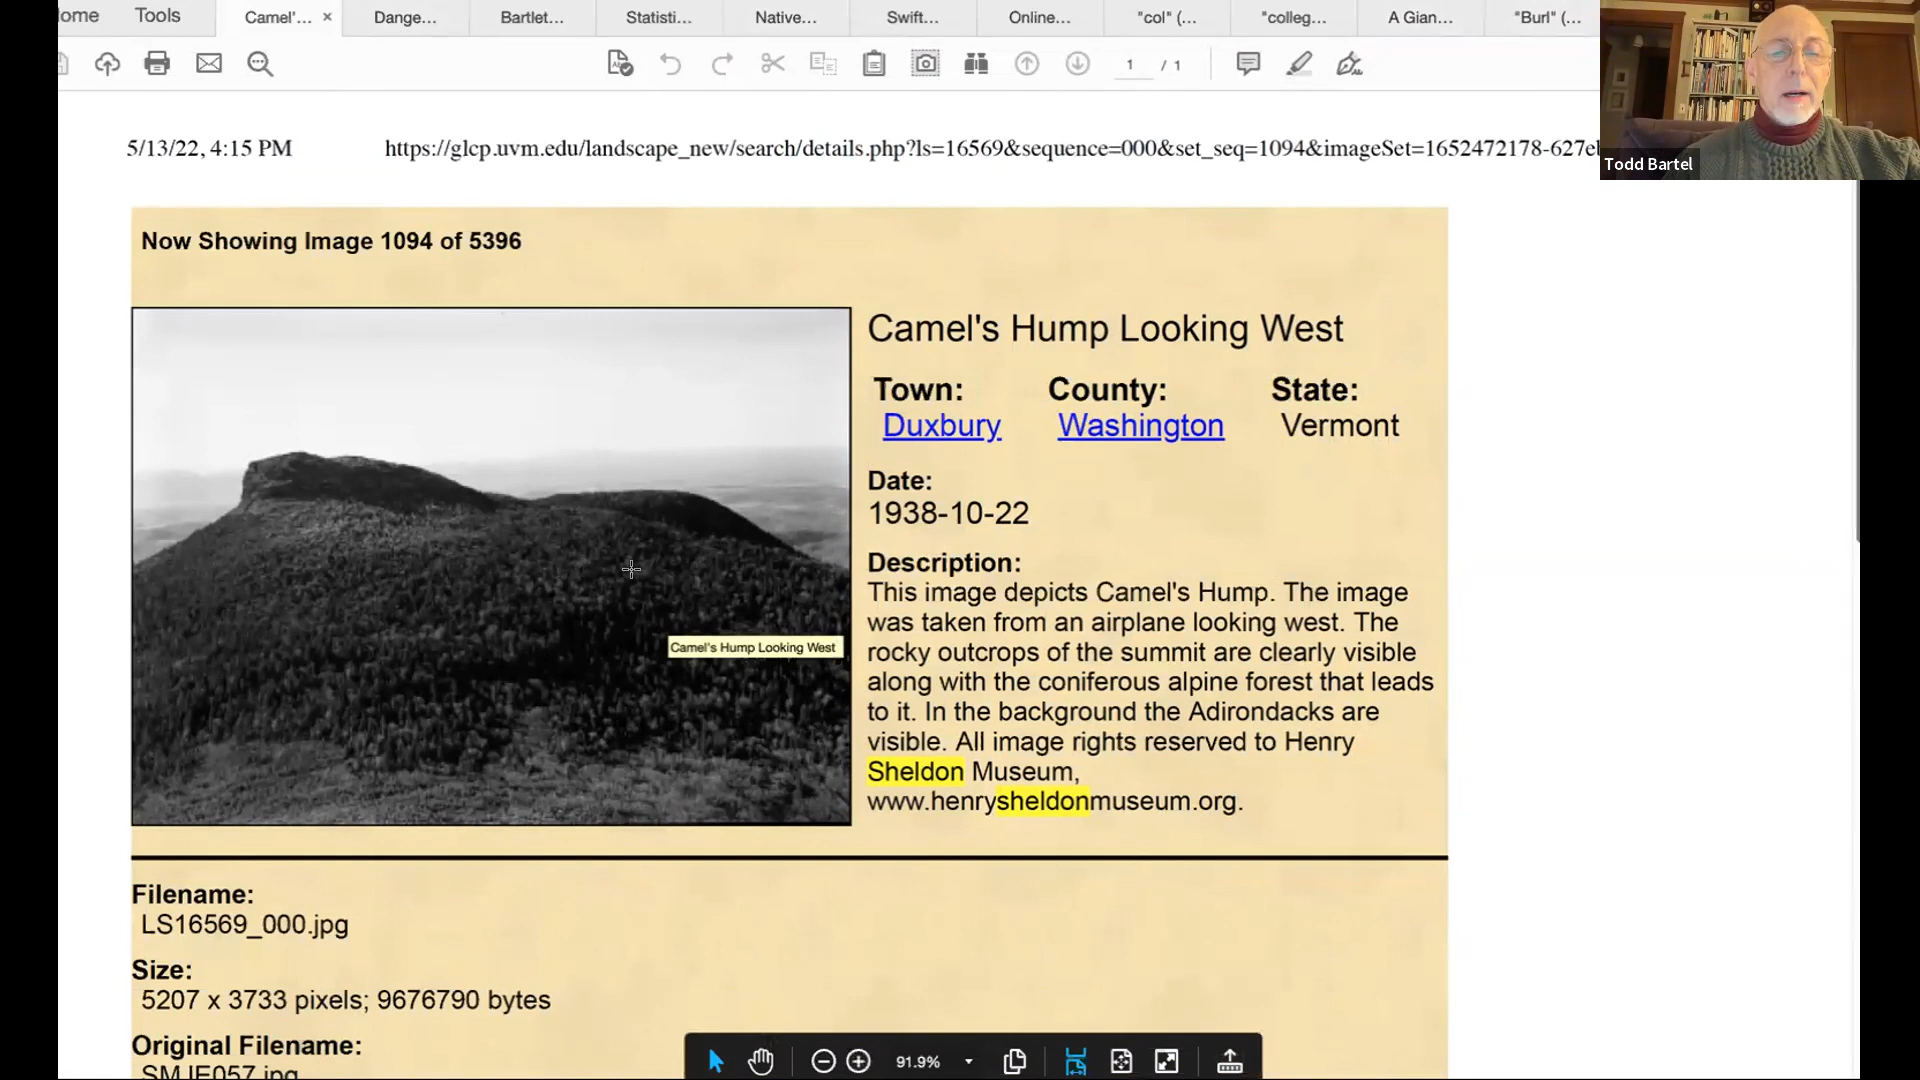 ome
Tools
Camel'...
Dange...
Bartlet...
Statisti...
Native...
Swift...
Online...
"col" (...
"colleg...
A Gian...
"Burl" (...
1 / 1
5/13/22, 4:15 PM
https://glcp.uvm.edu/landscape_new/search/details.php?ls=16569&sequence=000&set_seq=1094&imageSet=1652472178-627e
Todd Bartel
Now Showing Image 1094 of 5396
Camel's Hump Looking West
Town: County: State:
Duxbury Washington Vermont
Date:
1938-10-22
Description:
This image depicts Camel's Hump. The image
was taken from an airplane looking west. The
rocky outcrops of the summit are clearly visible
along with the coniferous alpine forest that leads
to it. In the background the Adirondacks are
visible. All image rights reserved to Henry
Sheldon Museum,
www.henrysheldonmuseum.org.
Camel's Hump Looking West
Filename:
LS16569_000.jpg
Size:
5207 x 3733 pixels; 9676790 bytes
Original Filename:
SMJE057.jpg
91.9%